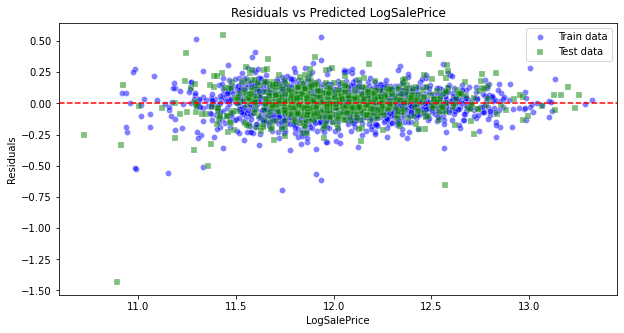 Residuals vs Predicted LogSalePrice
Train data
Test data
Residuals
0.50
0.25
0.00
−0.25
−0.50
−0.75
−1.00
−1.25
−1.50
11.0 11.5 12.0 12.5 13.0
LogSalePrice